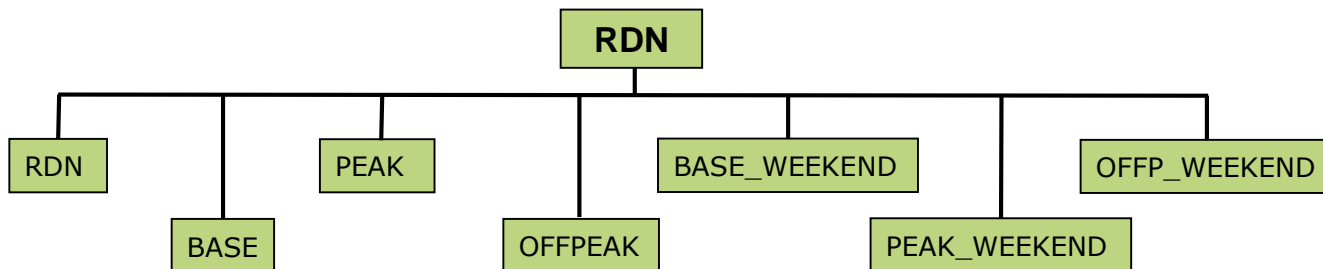 RDN
RDN
PEAK
BASE_WEEKEND
OFFP_WEEKEND
BASE
OFFPEAK
PEAK_WEEKEND